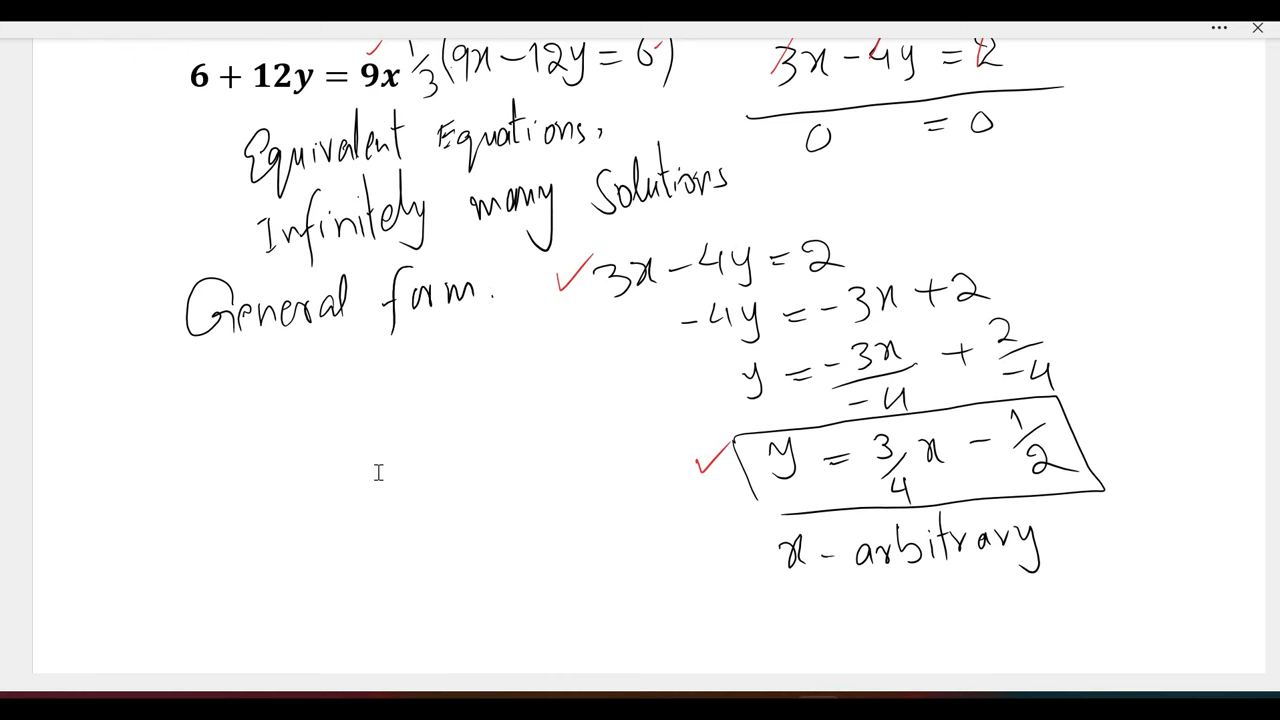 6 + 12y = 9x 1/3 (9x - 12y = 6)
3x - 4y = 2
0 = 0
Equivalent Equations,
Infinitely many Solutions
General form.
3x - 4y = 2
-4y = -3x + 2
y = -3x/-4 + 2/-4
y = 3/4 x - 1/2
x - arbitrary